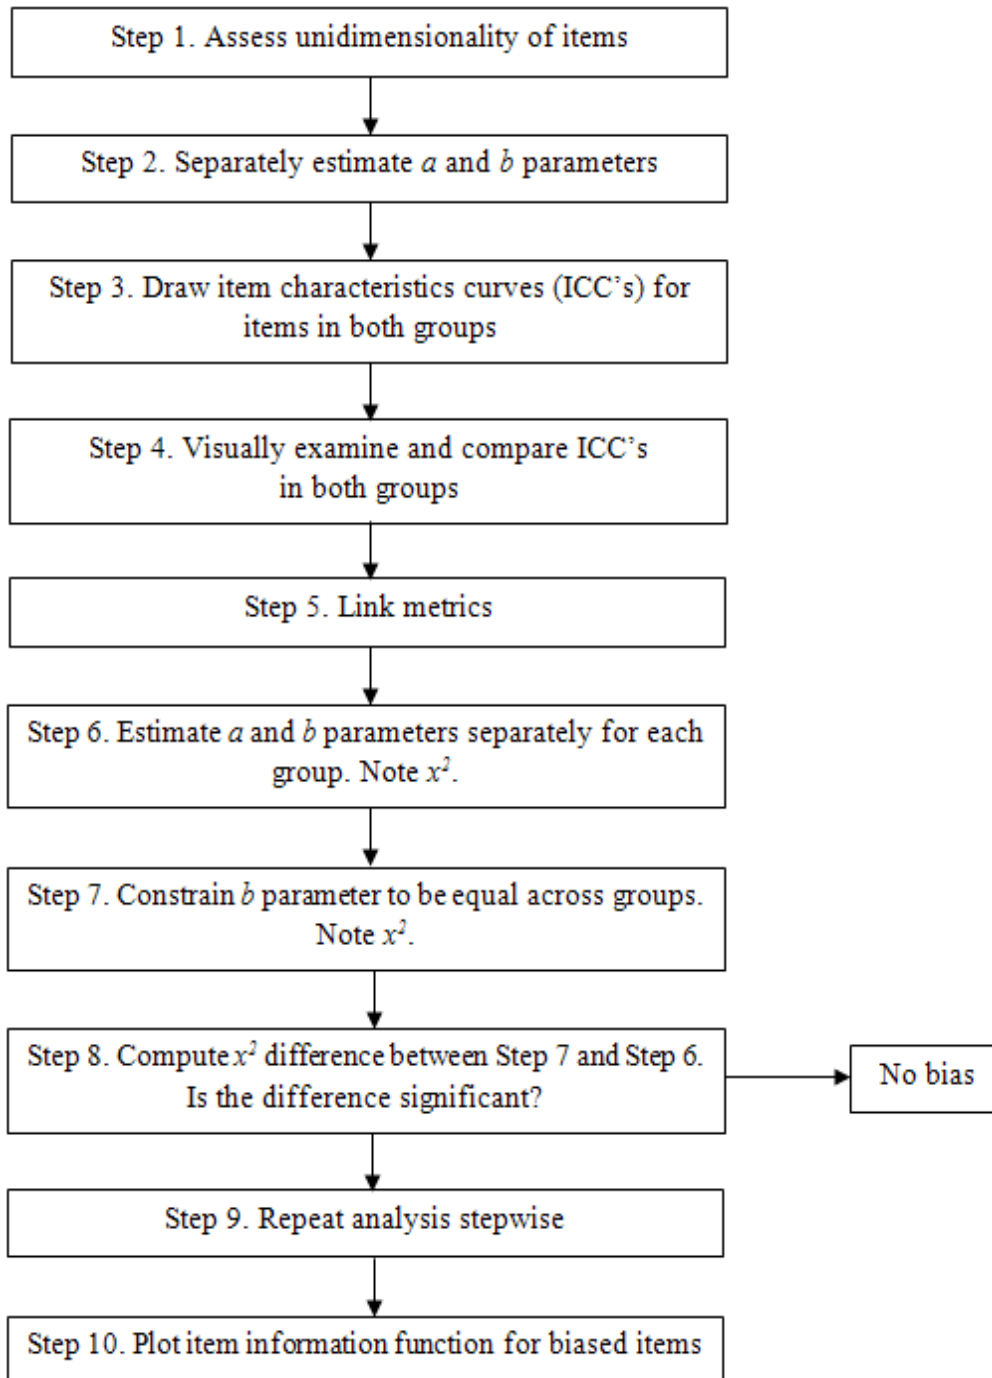 Step 1. Assess unidimensionality of items
Step 2. Separately estimate a and b parameters
Step 3. Draw item characteristics curves (ICC’s) for
items in both groups
Step 4. Visually examine and compare ICC’s
in both groups
Step 5. Link metrics
Step 6. Estimate a and b parameters separately for each
group. Note x².
Step 7. Constrain b parameter to be equal across groups.
Note x².
Step 8. Compute x² difference between Step 7 and Step 6.
Is the difference significant?
No bias
Step 9. Repeat analysis stepwise
Step 10. Plot item information function for biased items